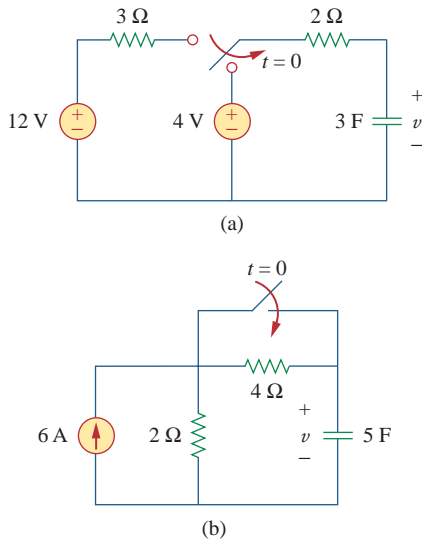 3 Ω 2 Ω
t = 0
12 V + − 4 V + − 3 F + v −
(a)
t = 0
4 Ω
6 A 2 Ω + v − 5 F
(b)